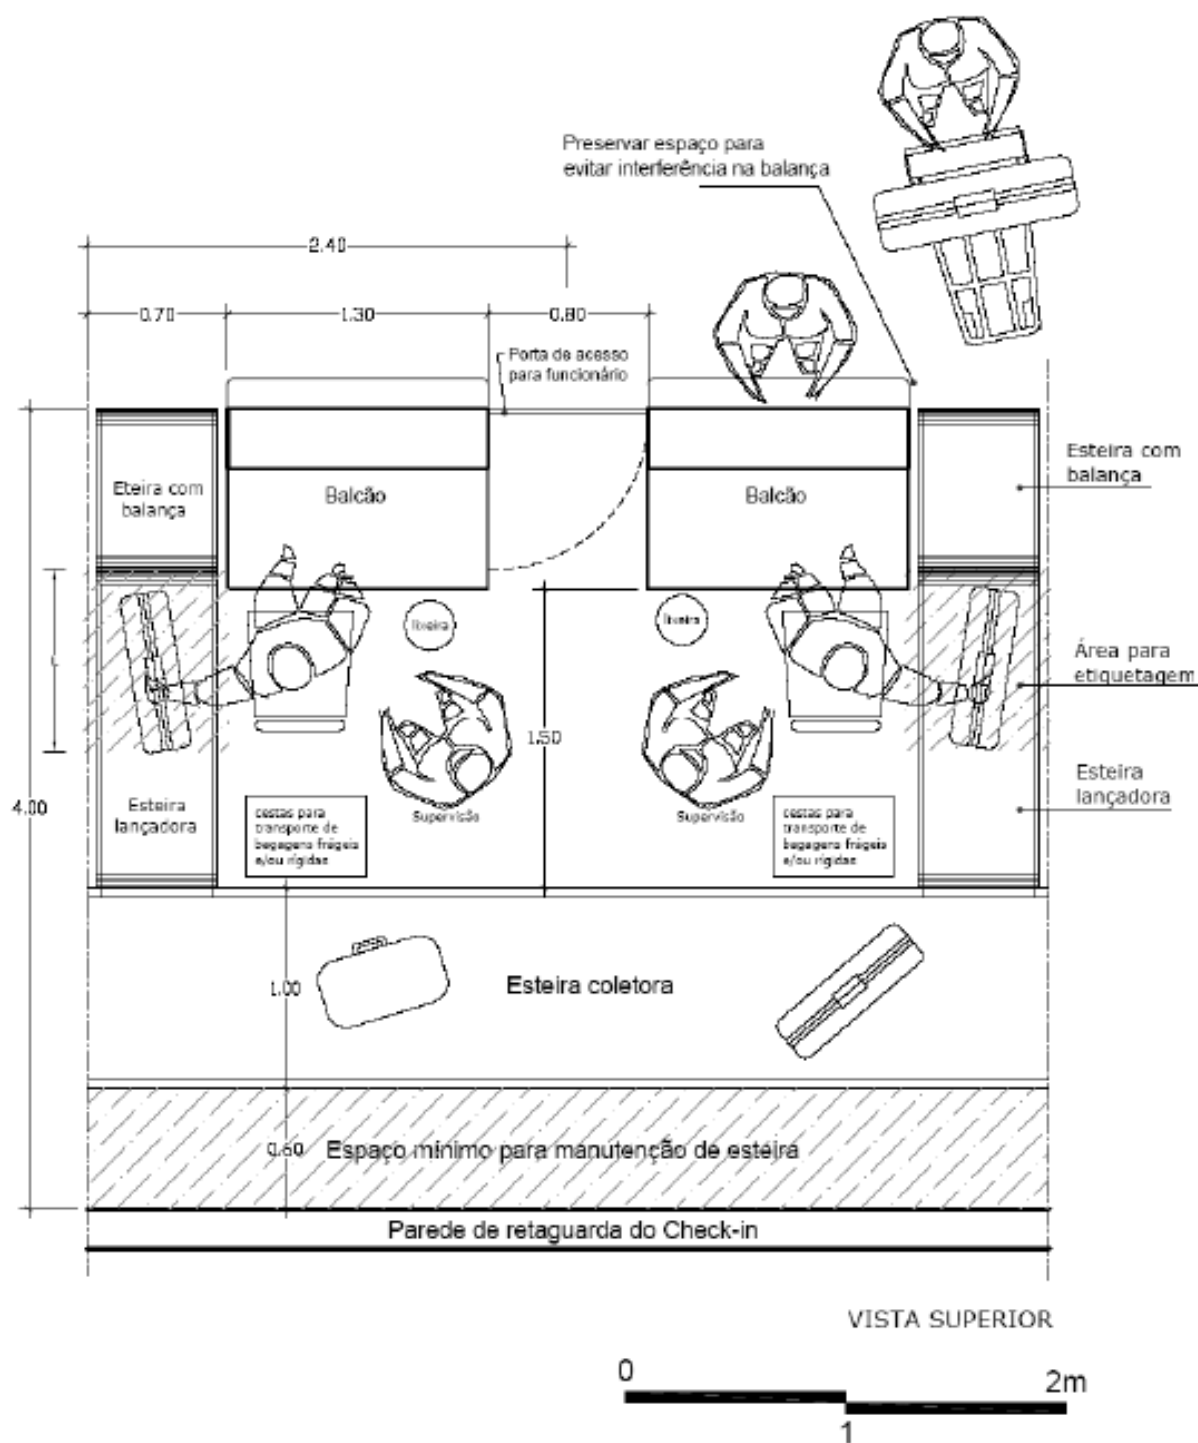 Preservar espaço para
evitar interferência na balança
2.40
0.70
1.30
0.80
Porta de acesso
para funcionário
Eteira com
balança
Balcão
Balcão
Esteira com
balança
lixeira
lixeira
Área para
etiquetagem
1.50
4.00
Esteira
lançadora
cestas para
transporte de
bagagens frágeis
e/ou rígidas
Supervisão
Supervisão
cestas para
transporte de
bagagens frágeis
e/ou rígidas
Esteira
lançadora
1.00
Esteira coletora
0.60
Espaço mínimo para manutenção de esteira
Parede de retaguarda do Check-in
VISTA SUPERIOR
0
2m
1